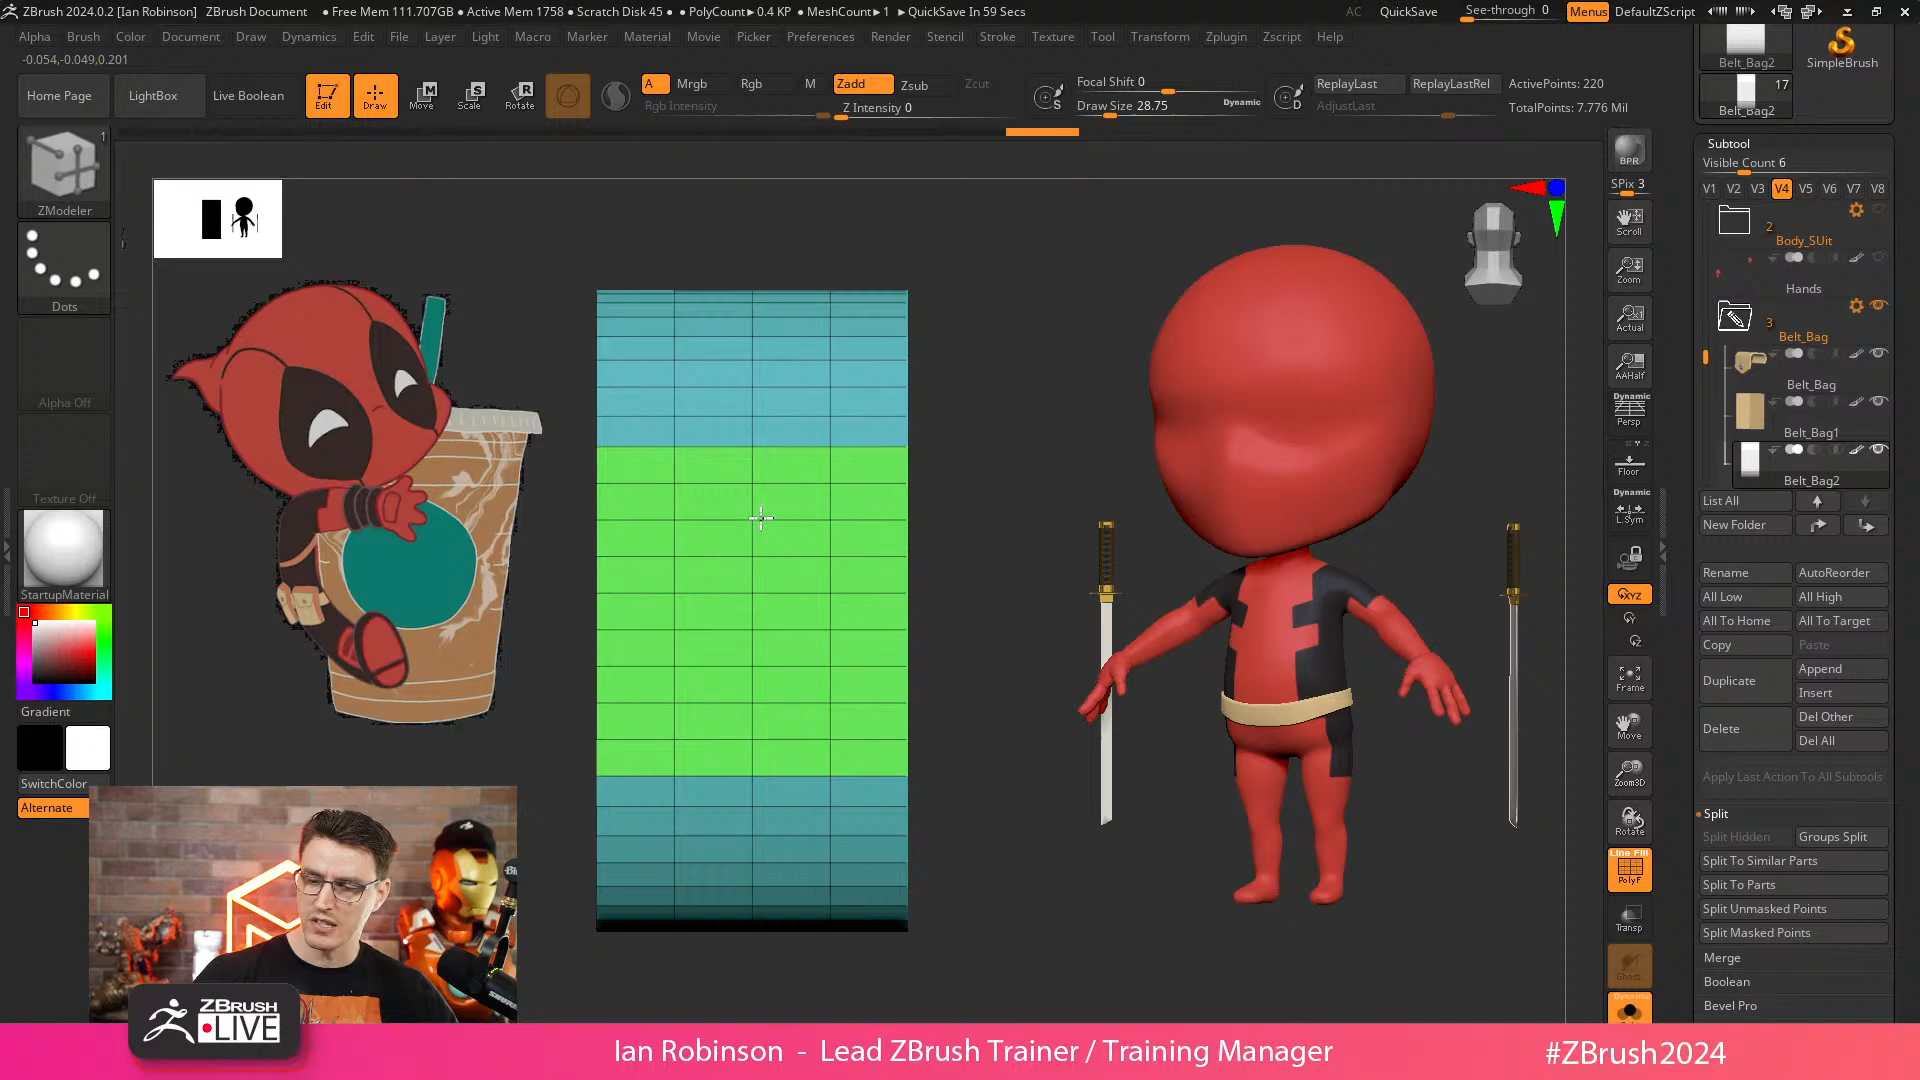 ZBrush 2024.0.2 [Ian Robinson] ZBrush Document ● Free Mem 111.707GB ● Active Mem 1758 ● Scratch Disk 45 ● ▸PolyCount▸0.4 KP ● MeshCount▸1 ▸QuickSave In 59 Secs AC QuickSave See-through 0 Menus DefaultZScript
Alpha Brush Color Document Draw Dynamics Edit File Layer Light Macro Marker Material Movie Picker Preferences Render Stencil Stroke Texture Tool Transform Zplugin Zscript Help
-0.054,-0.049,0.201
Home Page
LightBox
Live Boolean
Edit
Draw
Move
Scale
Rotate
A Mrgb Rgb M Zadd Zsub Zcut
Rgb Intensity Z Intensity 0
Focal Shift 0
Draw Size 28.75 Dynamic
S
D
ReplayLast ReplayLastRel ActivePoints: 220
AdjustLast TotalPoints: 7.776 Mil
Belt_Bag2
SimpleBrush
17
Belt_Bag2
1
ZModeler
Dots
Alpha Off
Texture Off
StartupMaterial
Gradient
SwitchColor
Alternate
BPR
SPix 3
Scroll
Zoom
Actual
AAHalf
Dynamic
Persp
Floor
Dynamic
L.Sym
XYZ
Frame
Move
Zoom3D
Rotate
Line Fill
PolyF
Transp
Ghost
Dynamic
Subtool
Visible Count 6
V1 V2 V3 V4 V5 V6 V7 V8
2
Body_SUit
Hands
3
Belt_Bag
Belt_Bag
Belt_Bag1
Belt_Bag2
List All
New Folder
Rename AutoReorder
All Low All High
All To Home All To Target
Copy Paste
Duplicate Append
Insert
Delete Del Other
Del All
Apply Last Action To All Subtools
Split
Split Hidden Groups Split
Split To Similar Parts
Split To Parts
Split Unmasked Points
Split Masked Points
Merge
Boolean
Bevel Pro
ZBRUSH
LIVE
Ian Robinson - Lead ZBrush Trainer / Training Manager
#ZBrush2024